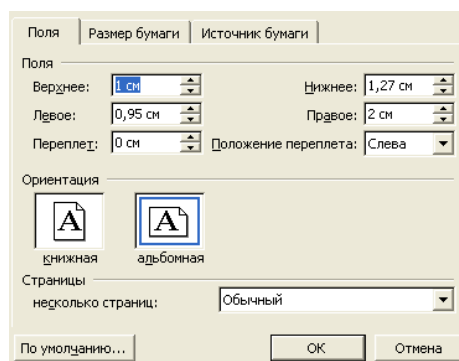 Поля Размер бумаги Источник бумаги
Поля
Верхнее: 1 см Нижнее: 1,27 см
Левое: 0,95 см Правое: 2 см
Переплет: 0 см Положение переплета: Слева
Ориентация
A A
книжная альбомная
Страницы
несколько страниц: Обычный
По умолчанию... ОК Отмена